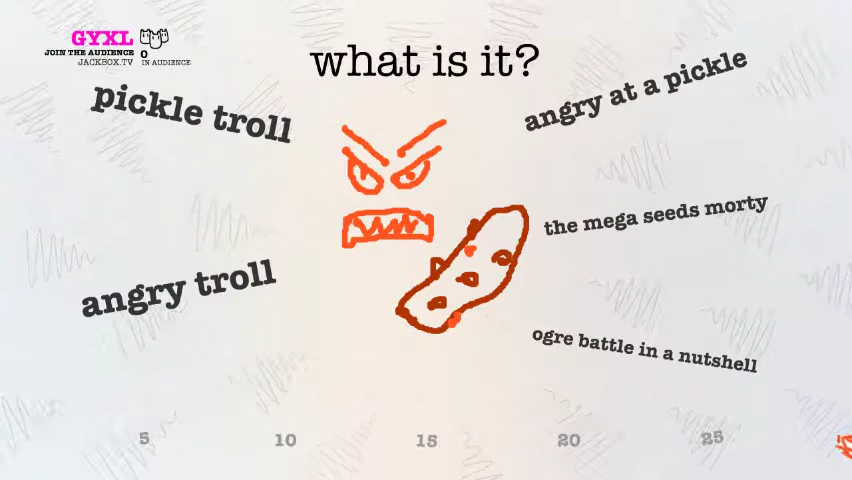 GYXL
JOIN THE AUDIENCE
JACKBOX.TV
0
IN AUDIENCE
what is it?
pickle troll
angry at a pickle
the mega seeds morty
angry troll
ogre battle in a nutshell
5 10 15 20 25